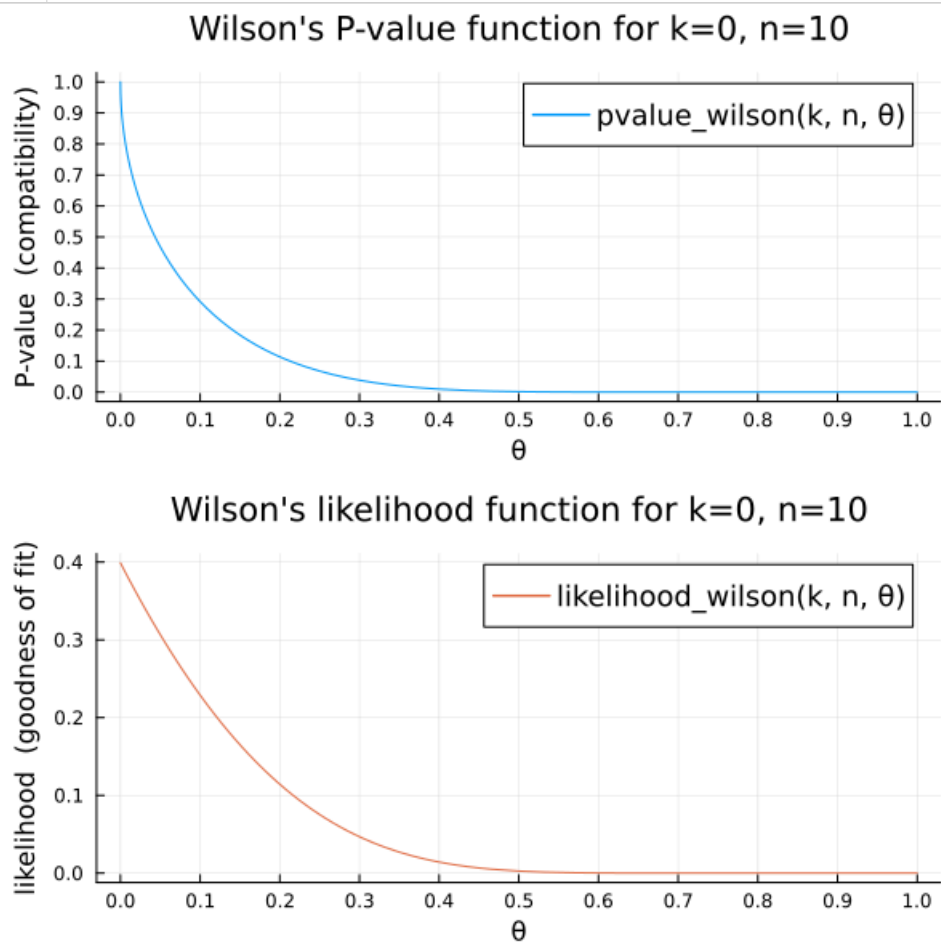 Wilson's P-value function for k=0, n=10
P-value (compatibility)
1.0
0.9
0.8
0.7
0.6
0.5
0.4
0.3
0.2
0.1
0.0
pvalue_wilson(k, n, θ)
0.0 0.1 0.2 0.3 0.4 0.5 0.6 0.7 0.8 0.9 1.0
θ
Wilson's likelihood function for k=0, n=10
likelihood (goodness of fit)
0.4
0.3
0.2
0.1
0.0
likelihood_wilson(k, n, θ)
0.0 0.1 0.2 0.3 0.4 0.5 0.6 0.7 0.8 0.9 1.0
θ